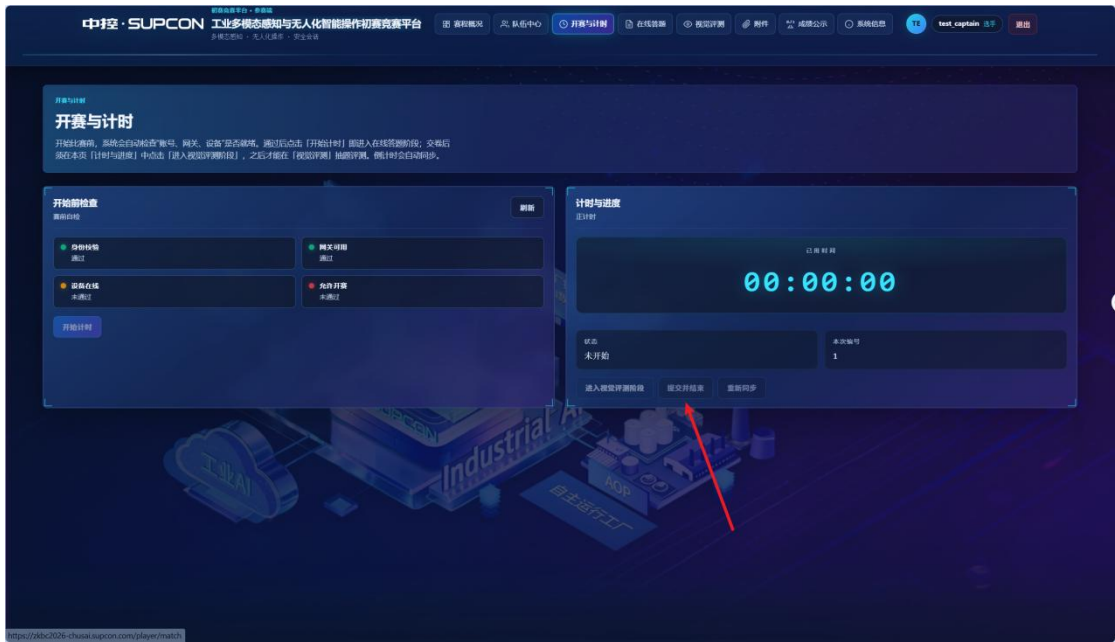 初赛竞赛平台 · 参赛端
中控·SUPCON 工业多模态感知与无人化智能操作初赛竞赛平台
多模态感知 · 无人化操作 · 安全会话
赛程概况 队伍中心 开赛与计时 在线答题 视觉评测 附件 成绩公示 系统信息 TE test_captain 选手 退出
开赛与计时
开赛与计时
开始比赛前,系统会自动检查"账号、网关、设备"是否就绪。通过后点击「开始计时」即进入在线答题阶段;交卷后
须在本页「计时与进度」中点击「进入视觉评测阶段」,之后才能在「视觉评测」抽题评测。倒计时会自动同步。
开始前检查
赛前自检
刷新
身份校验
通过
网关可用
通过
设备在线
未通过
允许开赛
未通过
开始计时
计时与进度
正计时
已用时间
00:00:00
状态
未开始
本次编号
1
进入视觉评测阶段 提交并结束 重新同步
工业AI
SUPCON
Industrial AI
AOP
自主运行工厂
https://zkbc2026-chusai.supcon.com/player/match